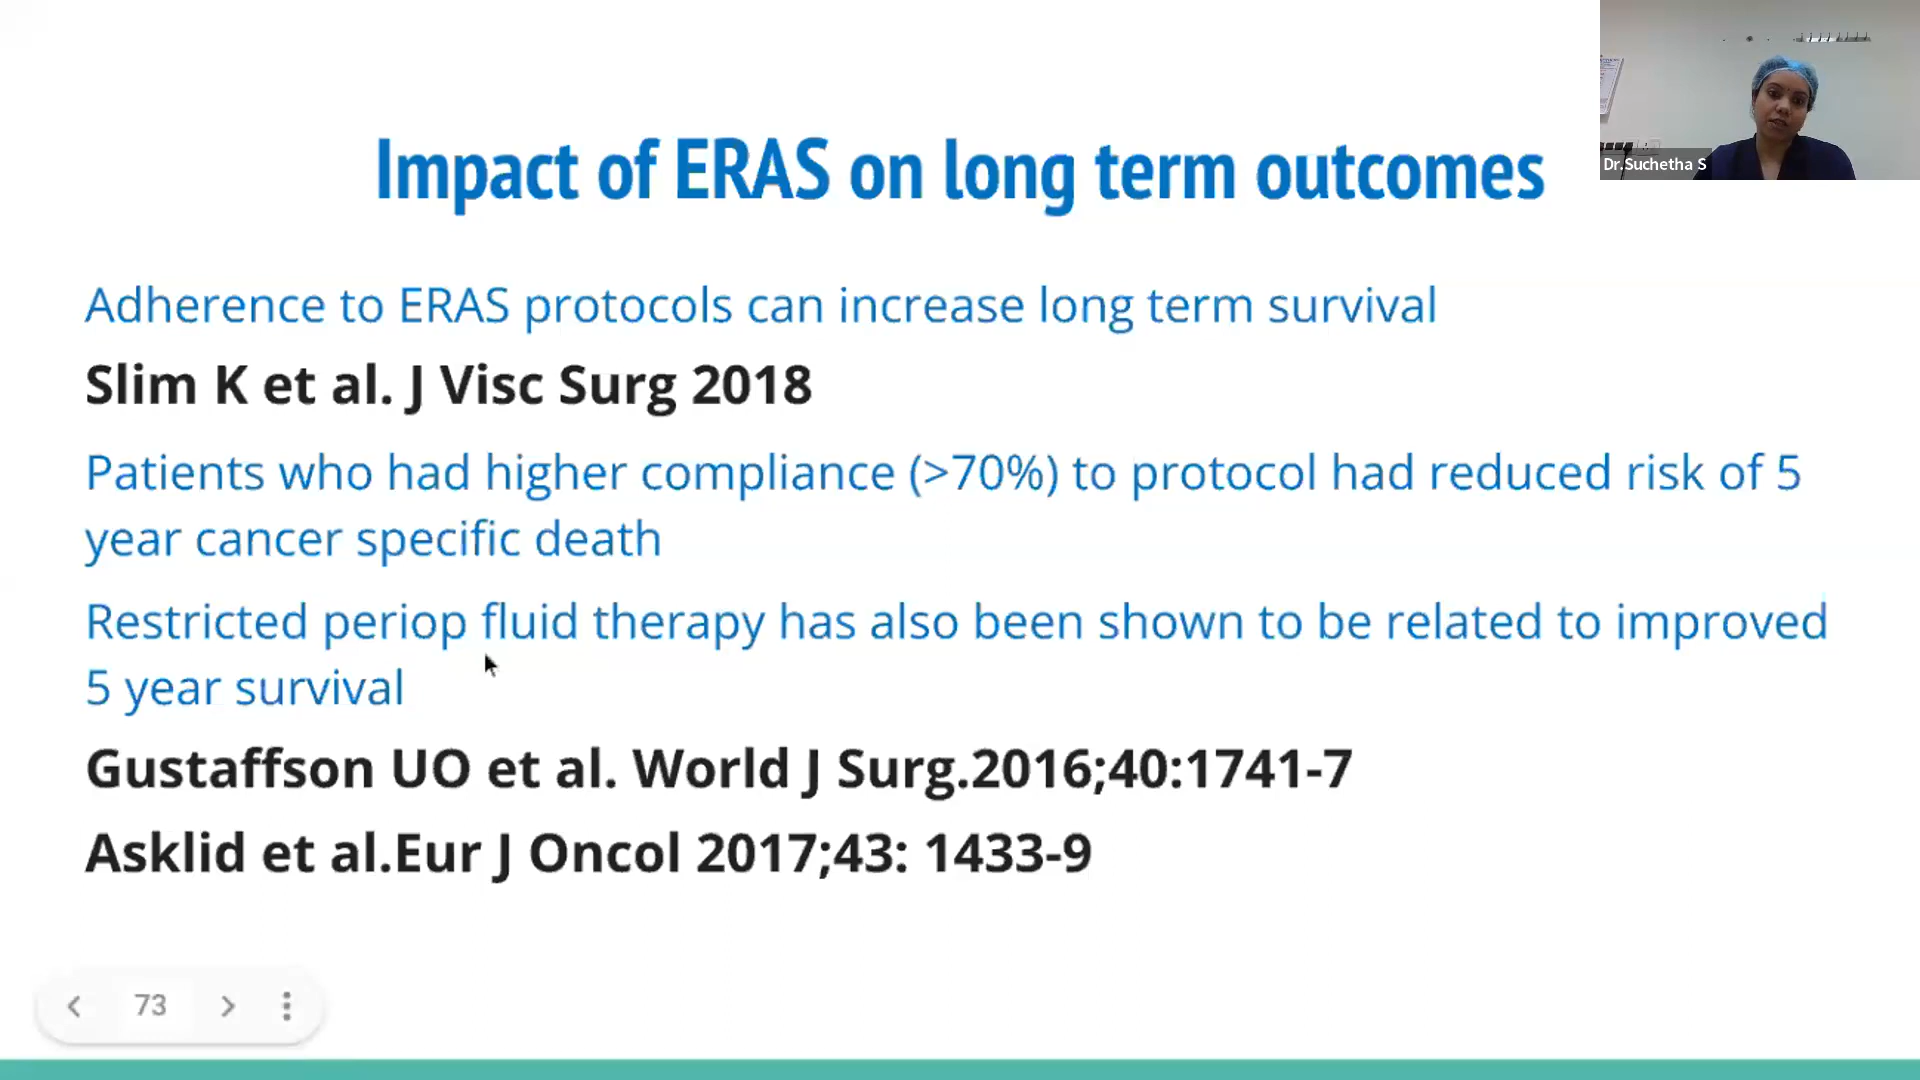 Impact of ERAS on long term outcomes
Dr.Suchetha S
Adherence to ERAS protocols can increase long term survival
Slim K et al. J Visc Surg 2018
Patients who had higher compliance (>70%) to protocol had reduced risk of 5
year cancer specific death
Restricted periop fluid therapy has also been shown to be related to improved
5 year survival
Gustaffson UO et al. World J Surg.2016;40:1741-7
Asklid et al.Eur J Oncol 2017;43: 1433-9
73